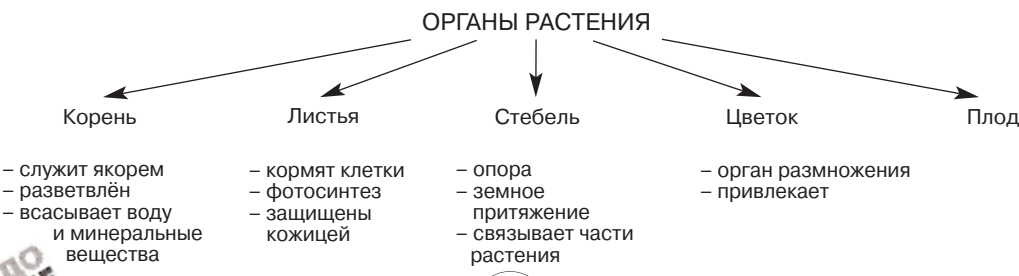 ОРГАНЫ РАСТЕНИЯ
Корень
Листья
Стебель
Цветок
Плод
– служит якорем
– разветвлён
– всасывает воду
и минеральные
вещества
– кормят клетки
– фотосинтез
– защищены
кожицей
– опора
– земное
притяжение
– связывает части
растения
– орган размножения
– привлекает